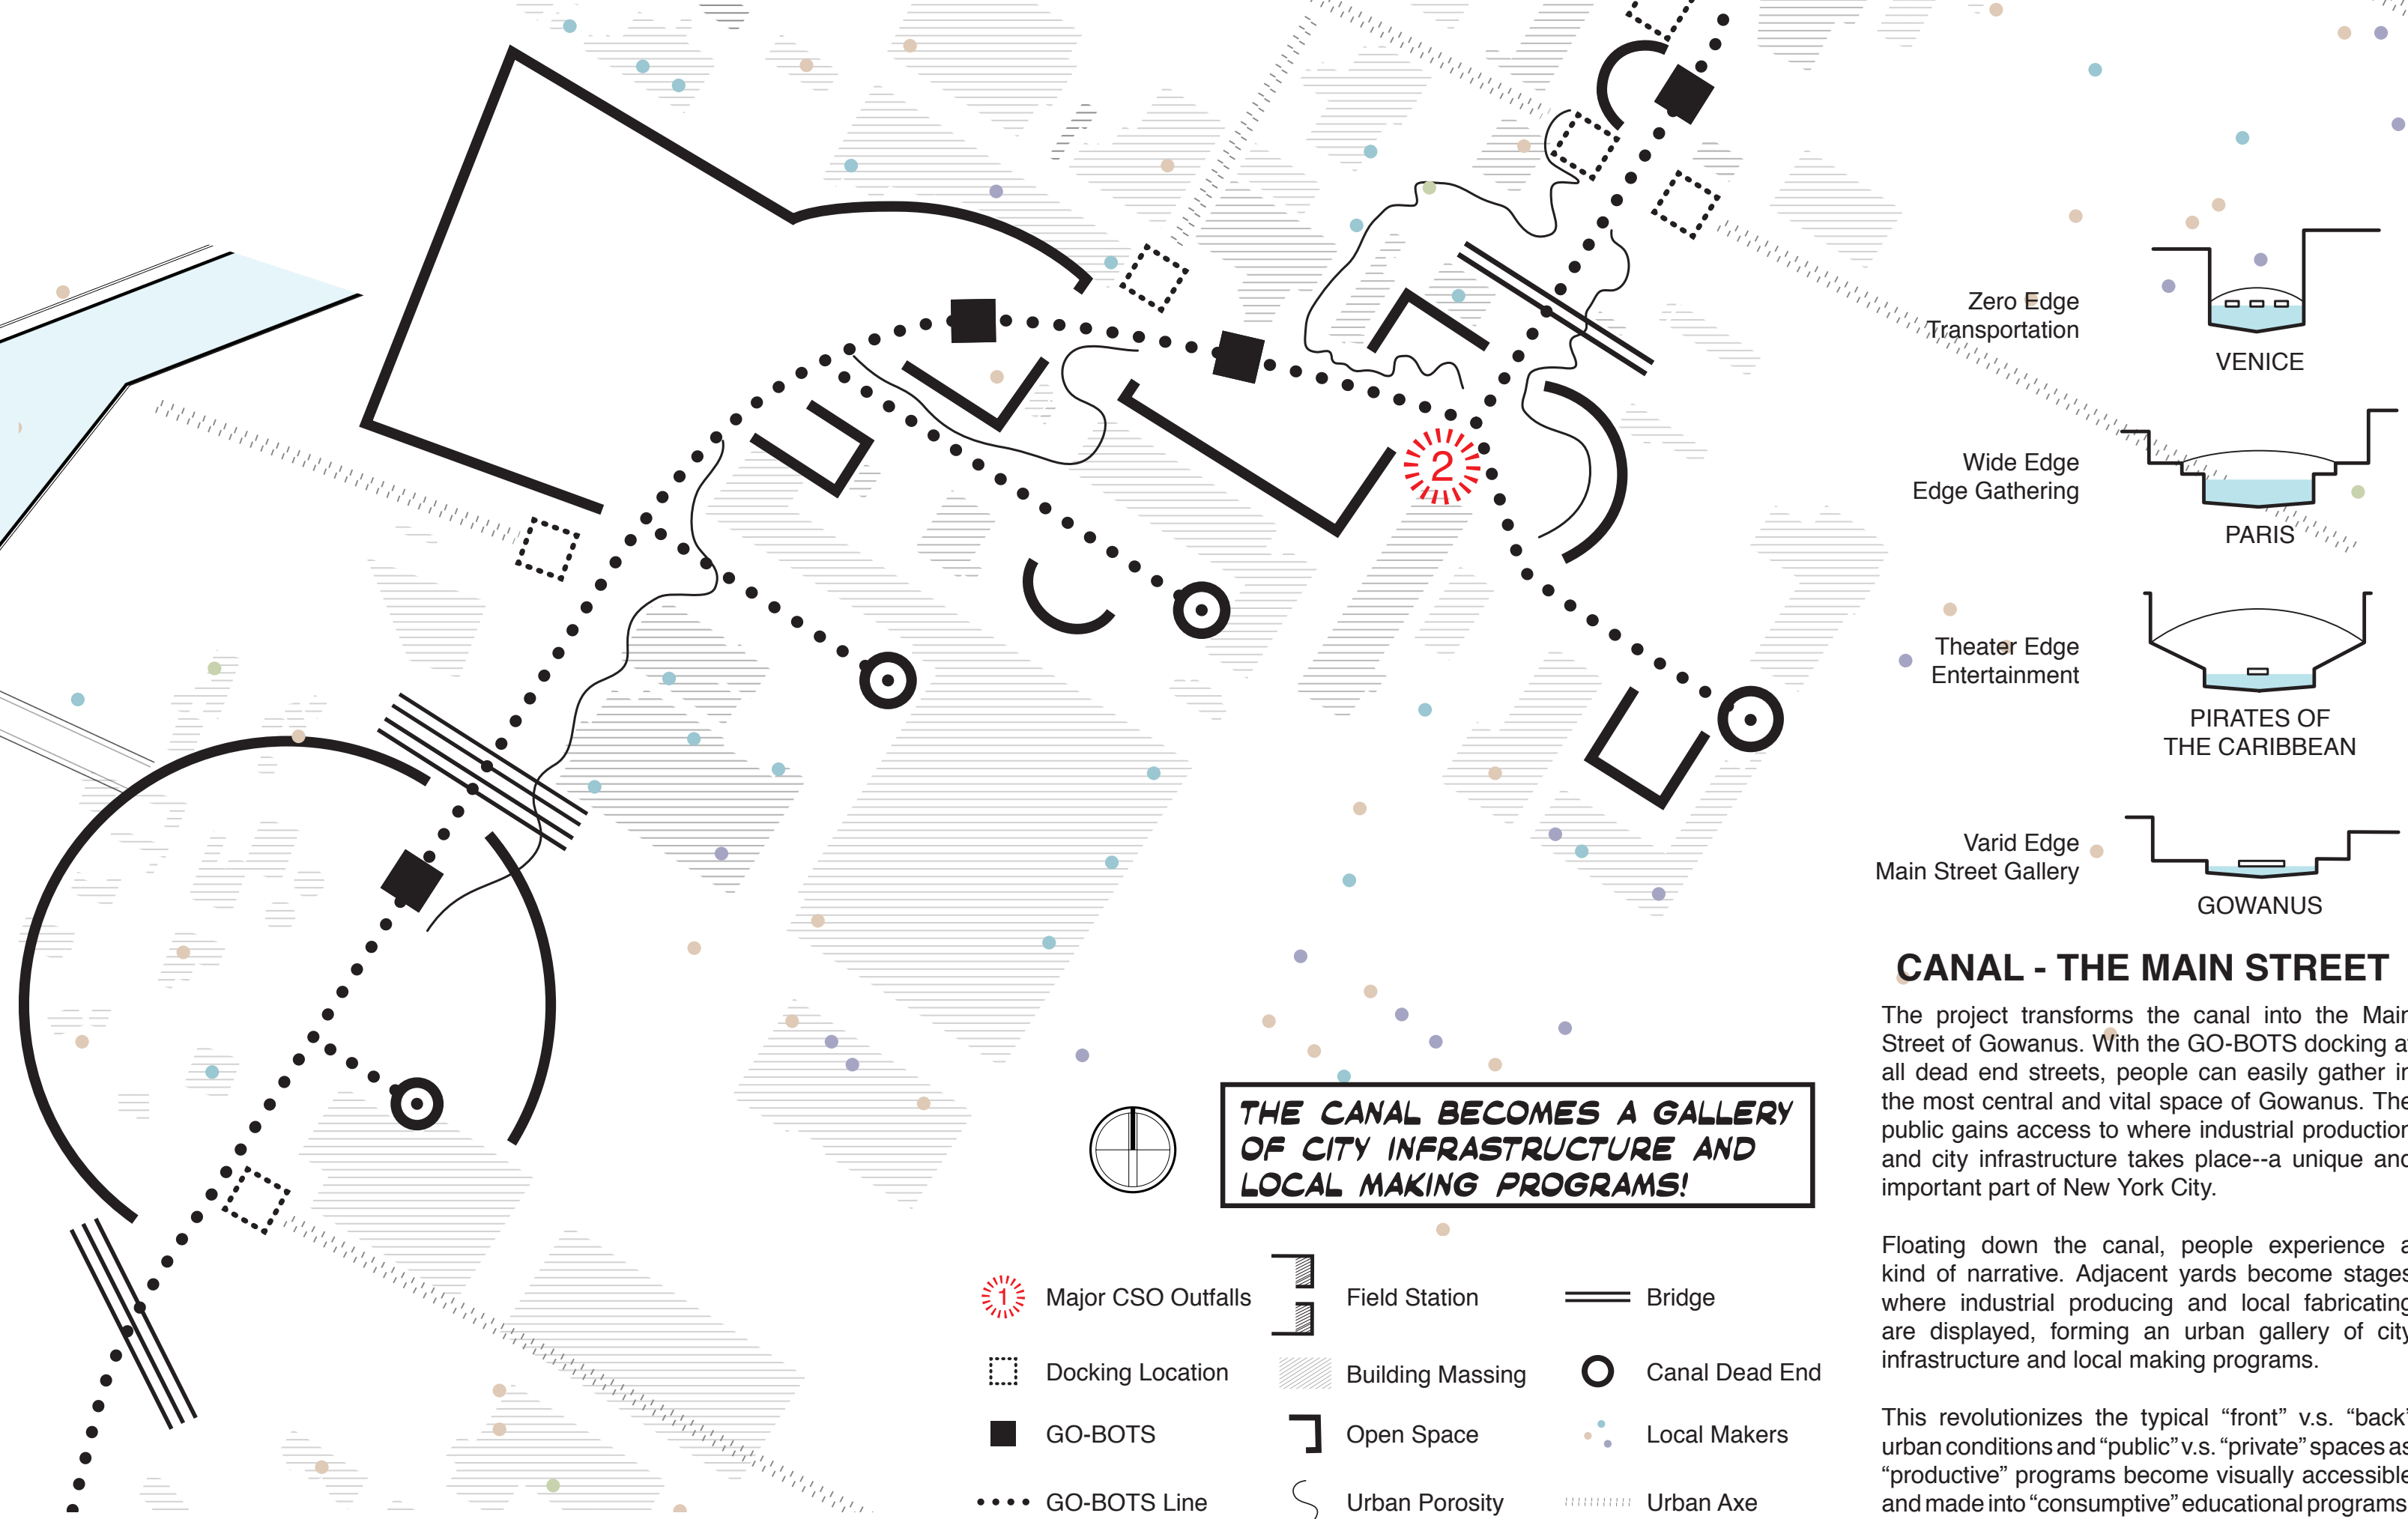 2
Zero Edge
Transportation
VENICE
Wide Edge
Edge Gathering
PARIS
Theater Edge
Entertainment
PIRATES OF
THE CARIBBEAN
Varid Edge
Main Street Gallery
GOWANUS
CANAL - THE MAIN STREET
The project transforms the canal into the Main
Street of Gowanus. With the GO-BOTS docking at
all dead end streets, people can easily gather in
the most central and vital space of Gowanus. The
public gains access to where industrial production
and city infrastructure takes place--a unique and
important part of New York City.
Floating down the canal, people experience a
kind of narrative. Adjacent yards become stages
where industrial producing and local fabricating
are displayed, forming an urban gallery of city
infrastructure and local making programs.
This revolutionizes the typical “front” v.s. “back”
urban conditions and “public” v.s. “private” spaces as
“productive” programs become visually accessible
and made into “consumptive” educational programs
THE CANAL BECOMES A GALLERY
OF CITY INFRASTRUCTURE AND
LOCAL MAKING PROGRAMS!
1 Major CSO Outfalls
Field Station
Bridge
Docking Location
Building Massing
Canal Dead End
GO-BOTS
Open Space
Local Makers
GO-BOTS Line
Urban Porosity
Urban Axe